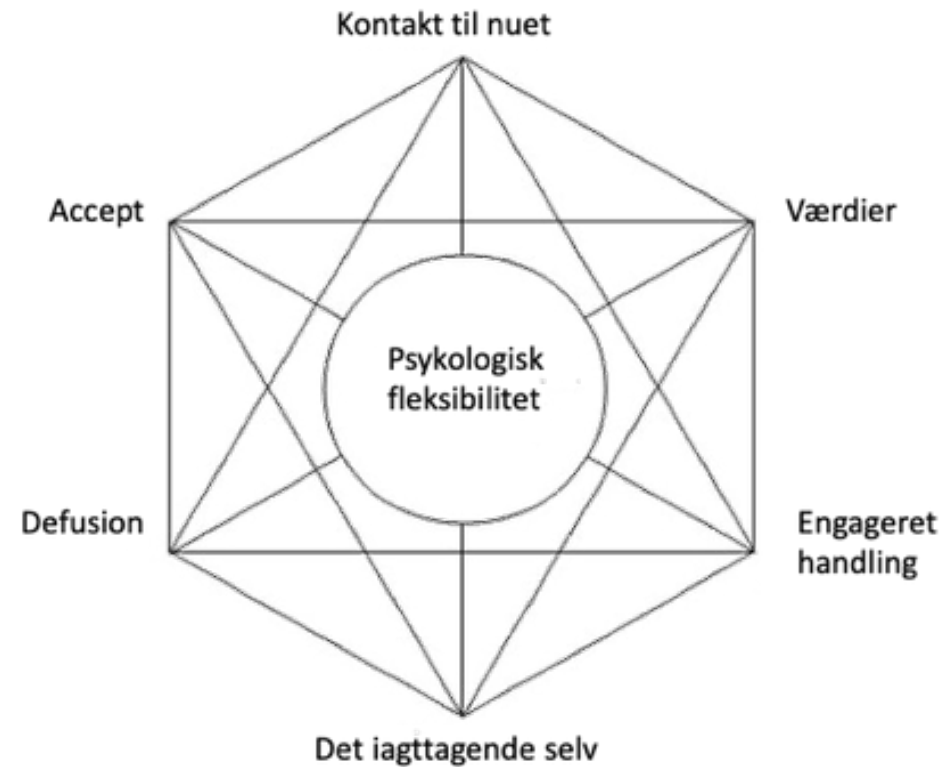 Kontakt til nuet
Accept
Værdier
Psykologisk
fleksibilitet
Defusion
Engageret
handling
Det iagttagende selv